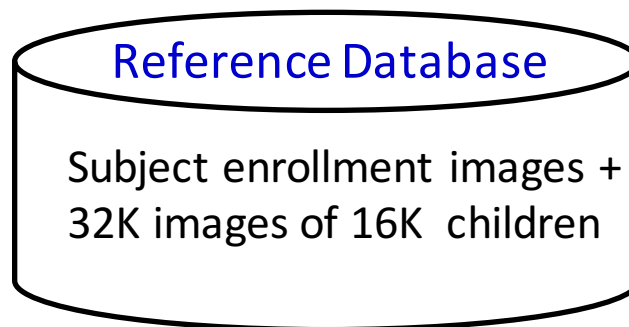 Reference Database
Subject enrollment images +
32K images of 16K children